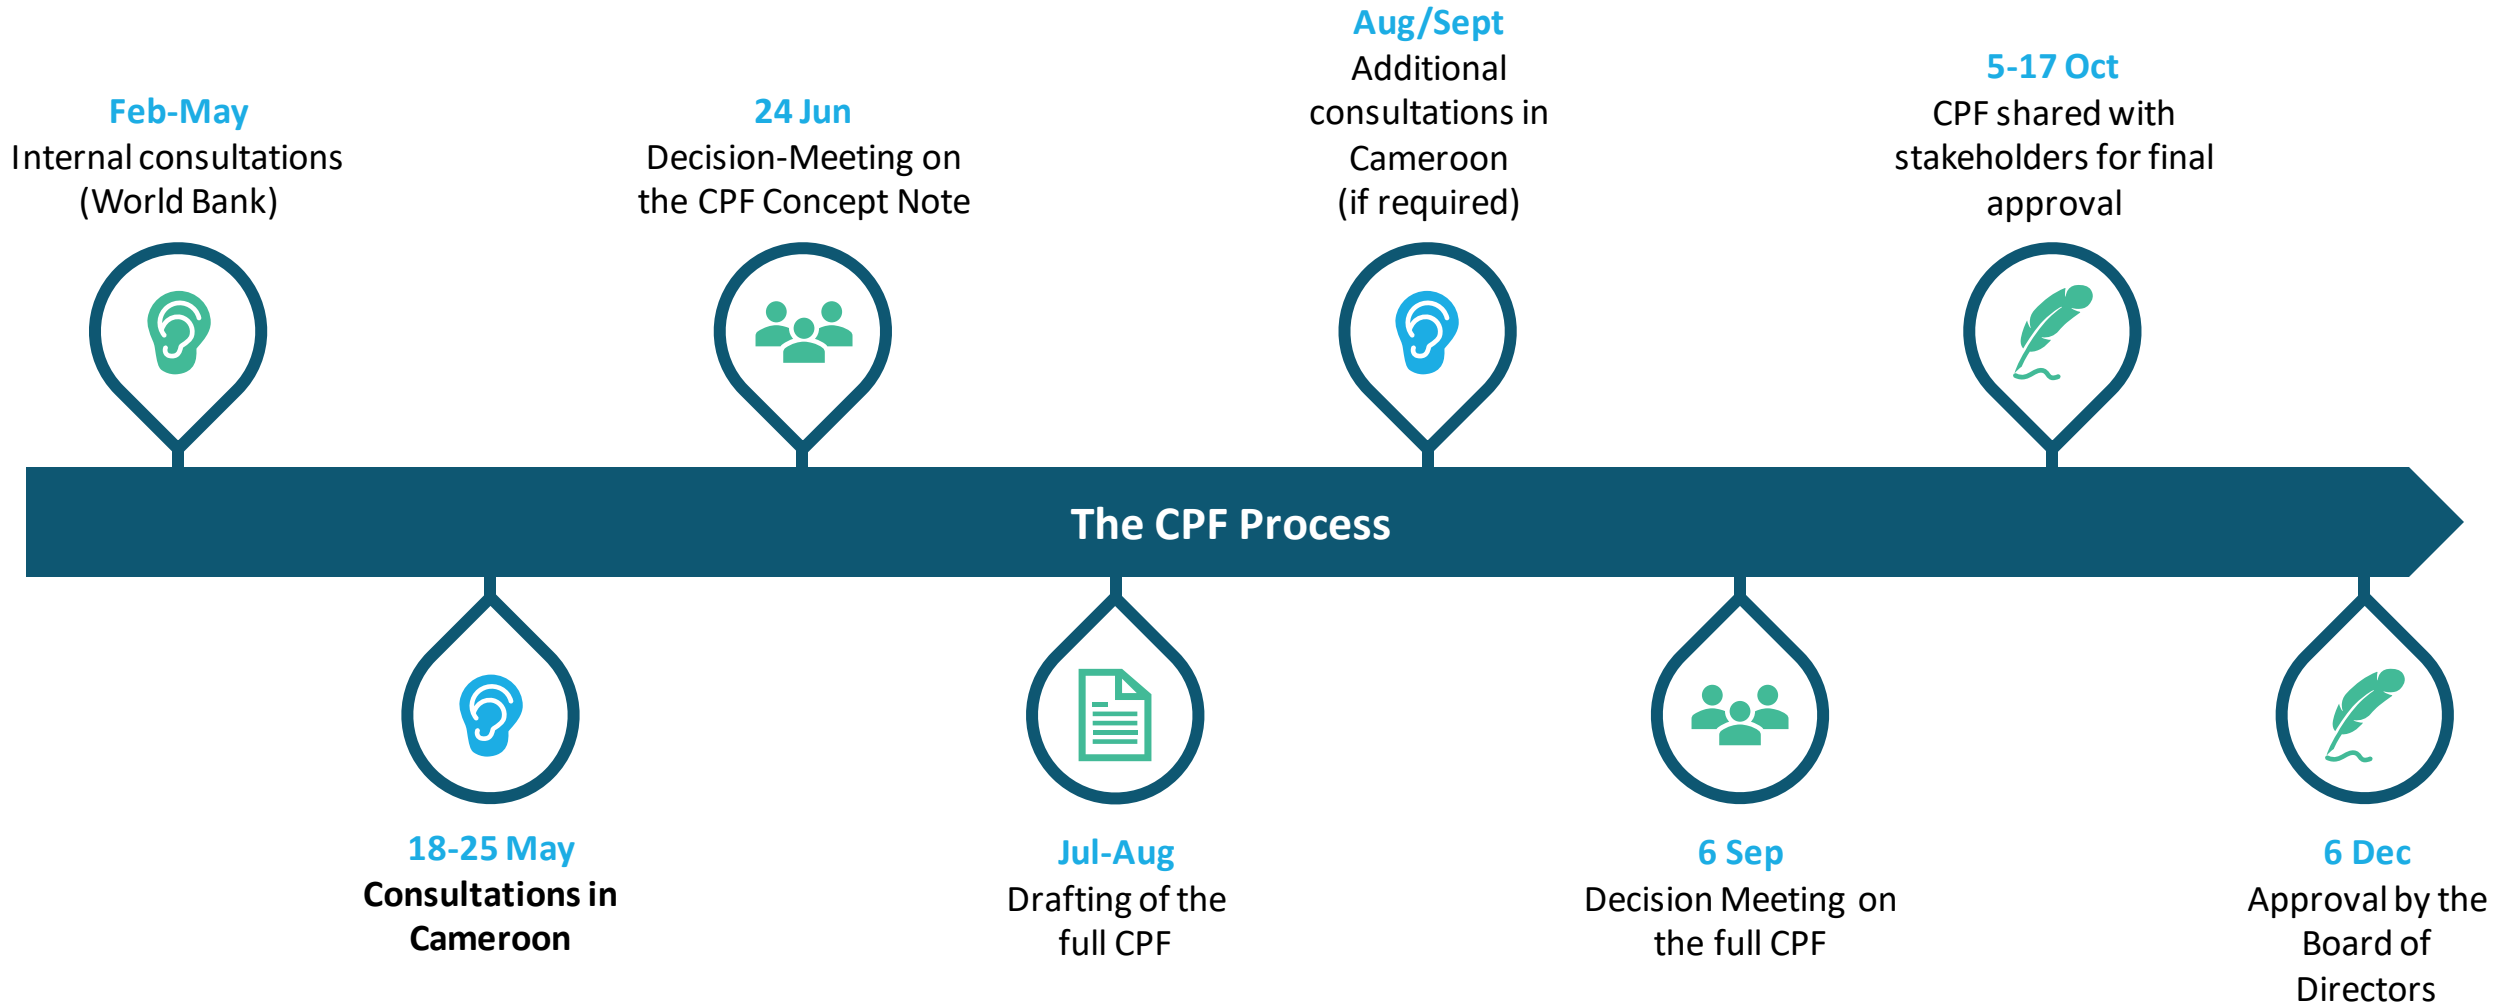 Feb-May
Internal consultations
(World Bank)
24 Jun
Decision-Meeting on
the CPF Concept Note
Aug/Sept
Additional
consultations in
Cameroon
(if required)
5-17 Oct
CPF shared with
stakeholders for final
approval
The CPF Process
18-25 May
Consultations in
Cameroon
Jul-Aug
Drafting of the
full CPF
6 Sep
Decision Meeting on
the full CPF
6 Dec
Approval by the
Board of
Directors